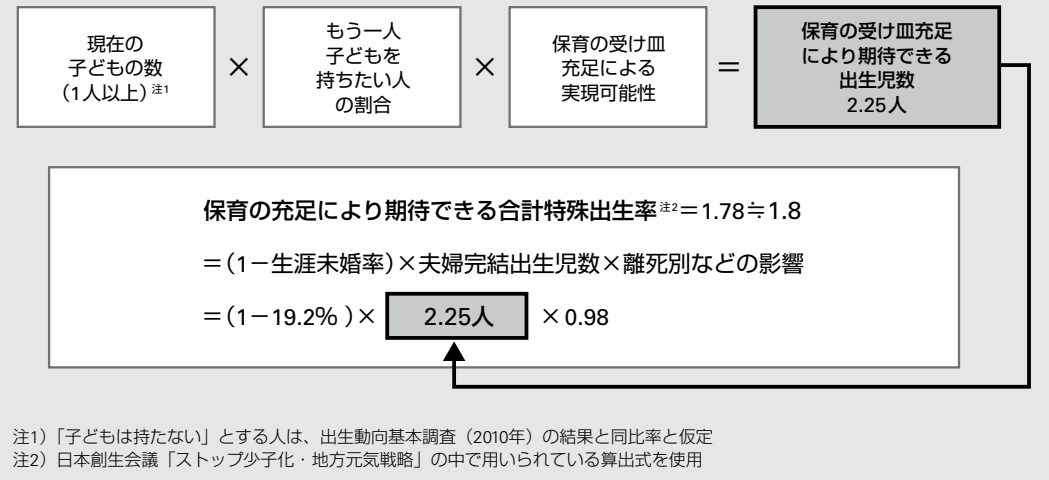 現在の
子どもの数
（1人以上）注1
×
もう一人
子どもを
持ちたい人
の割合
×
保育の受け皿
充足による
実現可能性
＝
保育の受け皿充足
により期待できる
出生児数
2.25人
保育の充足により期待できる合計特殊出生率注2＝1.78≒1.8
＝（1－生涯未婚率）×夫婦完結出生児数×離死別などの影響
＝（1－19.2％）× 2.25人 ×0.98
注1）「子どもは持たない」とする人は、出生動向基本調査（2010年）の結果と同比率と仮定
注2）日本創生会議「ストップ少子化・地方元気戦略」の中で用いられている算出式を使用